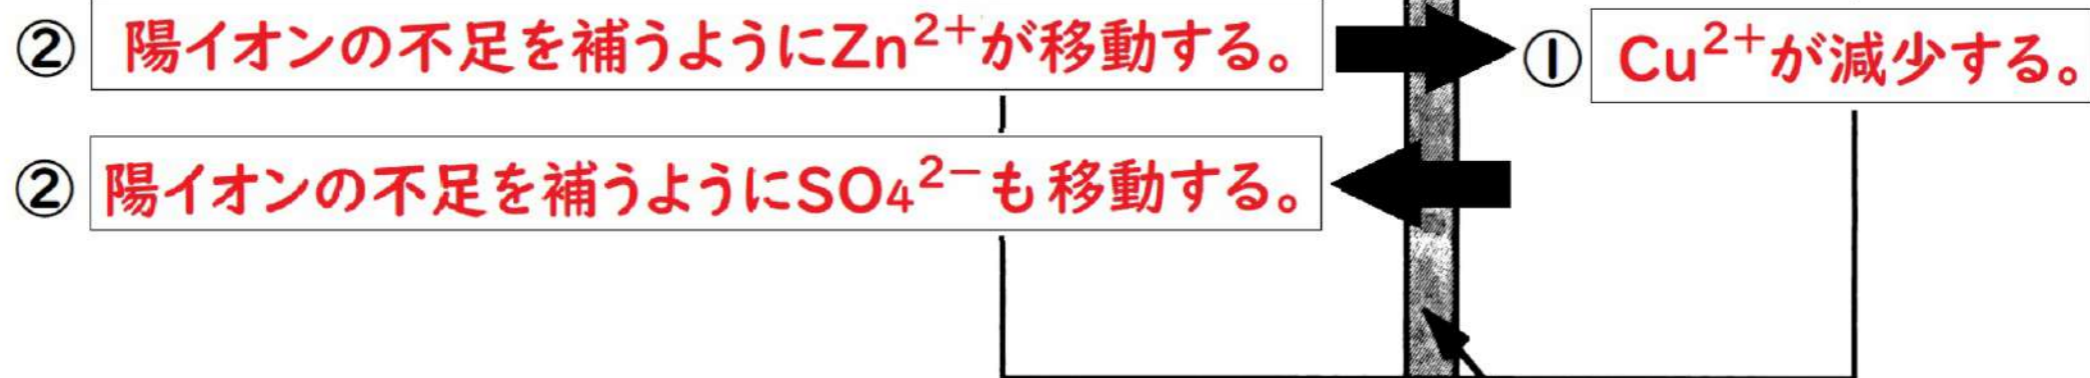 ② 陽イオンの不足を補うようにZn²⁺が移動する。
① Cu²⁺が減少する。
② 陽イオンの不足を補うようにSO₄²⁻も移動する。